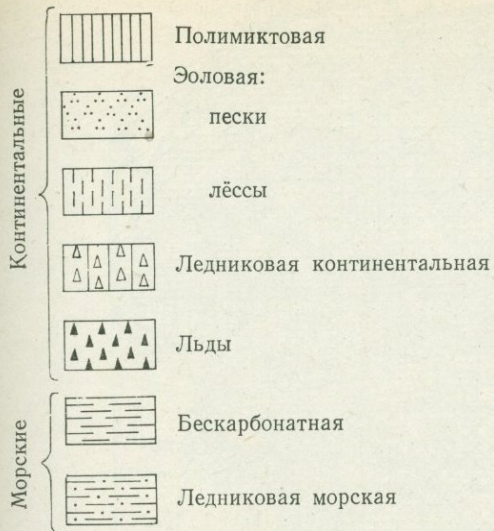 Континентальные
Полимиктовая
Эоловая:
пески
лёссы
Ледниковая континентальная
Льды
Морские
Бескарбонатная
Ледниковая морская